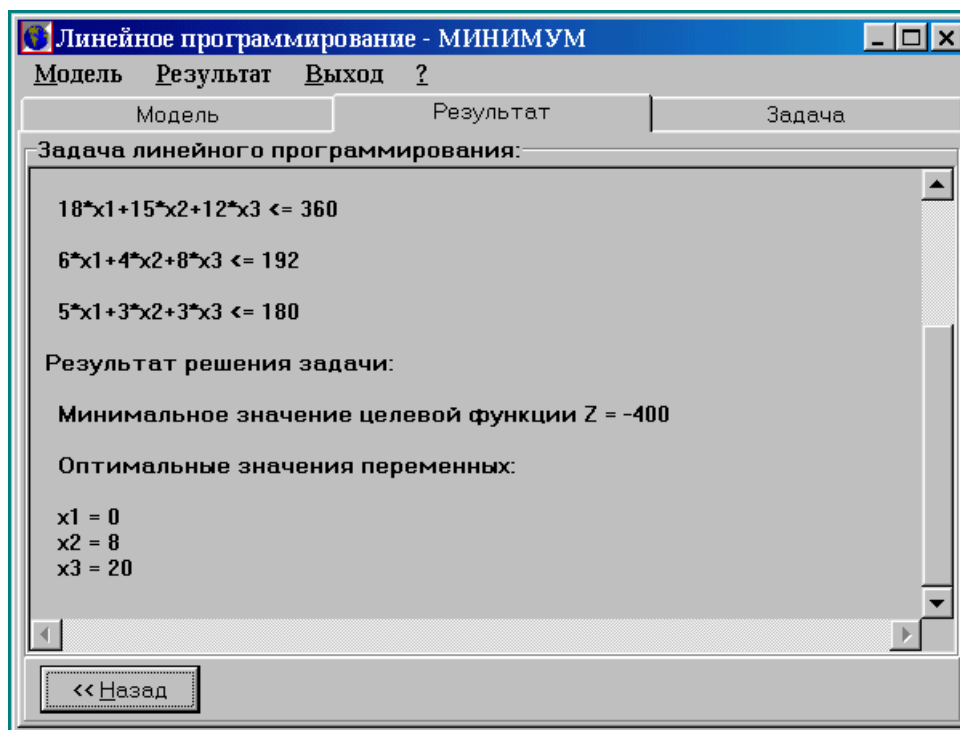 Линейное программирование - МИНИМУМ
Модель Результат Выход ?
Модель Результат Задача
Задача линейного программирования:
18*x1+15*x2+12*x3 <= 360
6*x1+4*x2+8*x3 <= 192
5*x1+3*x2+3*x3 <= 180
Результат решения задачи:
Минимальное значение целевой функции Z = -400
Оптимальные значения переменных:
x1 = 0
x2 = 8
x3 = 20
<< Назад